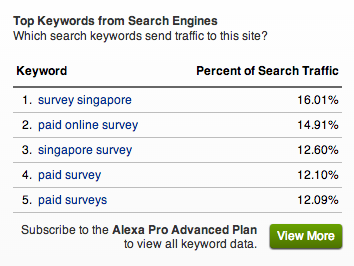 Top Keywords from Search Engines
Which search keywords send traffic to this site?
Keyword Percent of Search Traffic
1. survey singapore 16.01%
2. paid online survey 14.91%
3. singapore survey 12.60%
4. paid survey 12.10%
5. paid surveys 12.09%
Subscribe to the Alexa Pro Advanced Plan
to view all keyword data.
View More